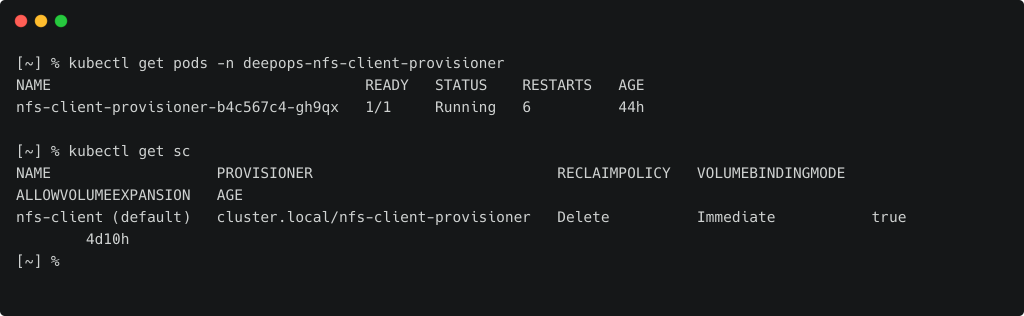 [~] % kubectl get pods -n deepops-nfs-client-provisioner
NAME                                    READY   STATUS    RESTARTS   AGE
nfs-client-provisioner-b4c567c4-gh9qx   1/1     Running   6          44h

[~] % kubectl get sc
NAME                   PROVISIONER                            RECLAIMPOLICY   VOLUMEBINDINGMODE
ALLOWVOLUMEEXPANSION   AGE
nfs-client (default)   cluster.local/nfs-client-provisioner   Delete          Immediate           true
        4d10h
[~] %